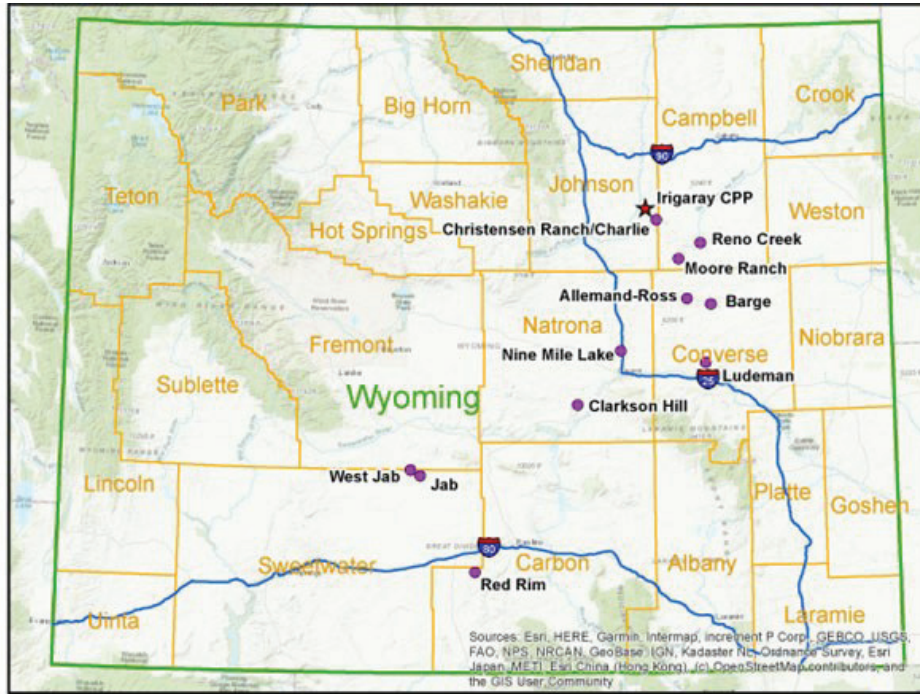 Sheridan
Park
Big Horn
Campbell
Crook
90
Johnson
Teton
Washakie
Irigaray CPP
Weston
Hot Springs
Christensen Ranch/Charlie
Reno Creek
Moore Ranch
Allemand-Ross
Barge
Natrona
Niobrara
Fremont
Nine Mile Lake
Converse
Sublette
Ludeman
25
Wyoming
Clarkson Hill
West Jab
Jab
Lincoln
Platte
Goshen
80
Sweetwater
Carbon
Albany
Red Rim
Uinta
Laramie
Sources: Esri, HERE, Garmin, Intermap, increment P Corp., GEBCO, USGS,
FAO, NPS, NRCAN, GeoBase, IGN, Kadaster NL, Ordnance Survey, Esri
Japan, METI, Esri China (Hong Kong), (c) OpenStreetMap contributors, and
the GIS User Community